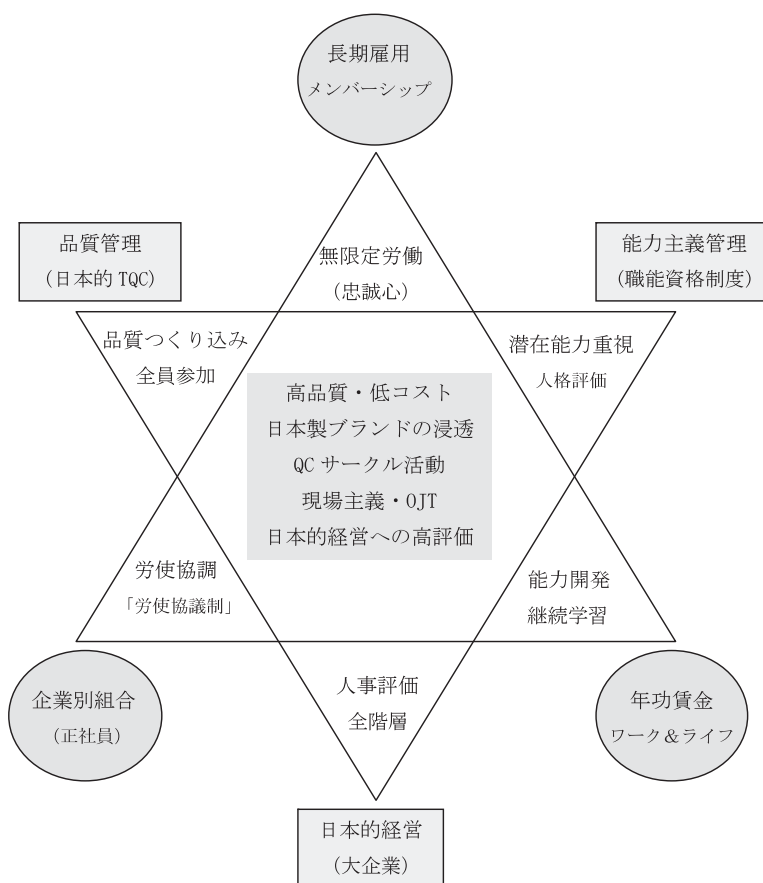 長期雇用
メンバーシップ
品質管理
（日本的 TQC）
能力主義管理
（職能資格制度）
無限定労働
（忠誠心）
品質つくり込み
全員参加
潜在能力重視
人格評価
高品質・低コスト
日本製ブランドの浸透
QC サークル活動
現場主義・OJT
日本的経営への高評価
労使協調
「労使協議制」
能力開発
継続学習
企業別組合
（正社員）
人事評価
全階層
年功賃金
ワーク＆ライフ
日本的経営
（大企業）